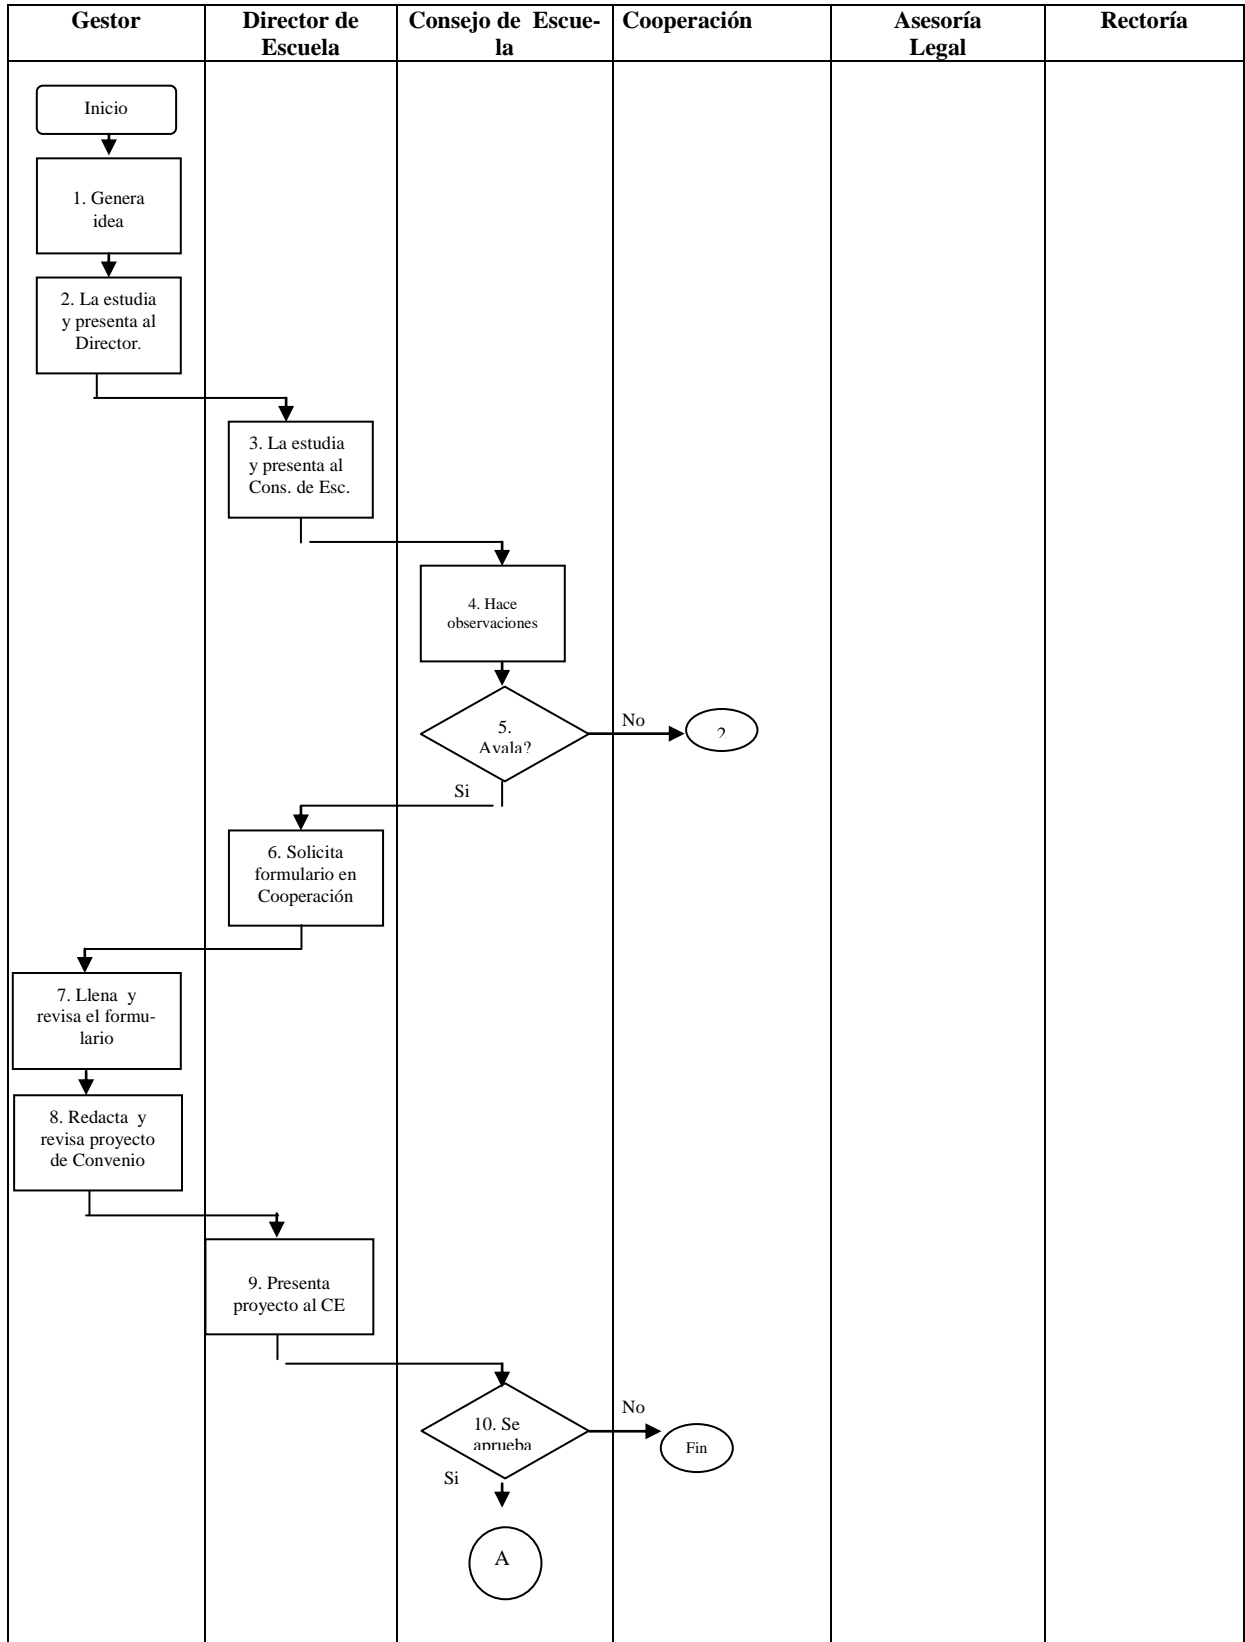 Gestor
Director de
Escuela
Consejo de Escue-
la
Cooperación
Asesoría
Legal
Rectoría
Inicio
1. Genera
idea
2. La estudia
y presenta al
Director.
3. La estudia
y presenta al
Cons. de Esc.
4. Hace
observaciones
5.
Avala?
No
2
Si
6. Solicita
formulario en
Cooperación
7. Llena y
revisa el formu-
lario
8. Redacta y
revisa proyecto
de Convenio
9. Presenta
proyecto al CE
10. Se
aprueba
No
Fin
Si
A